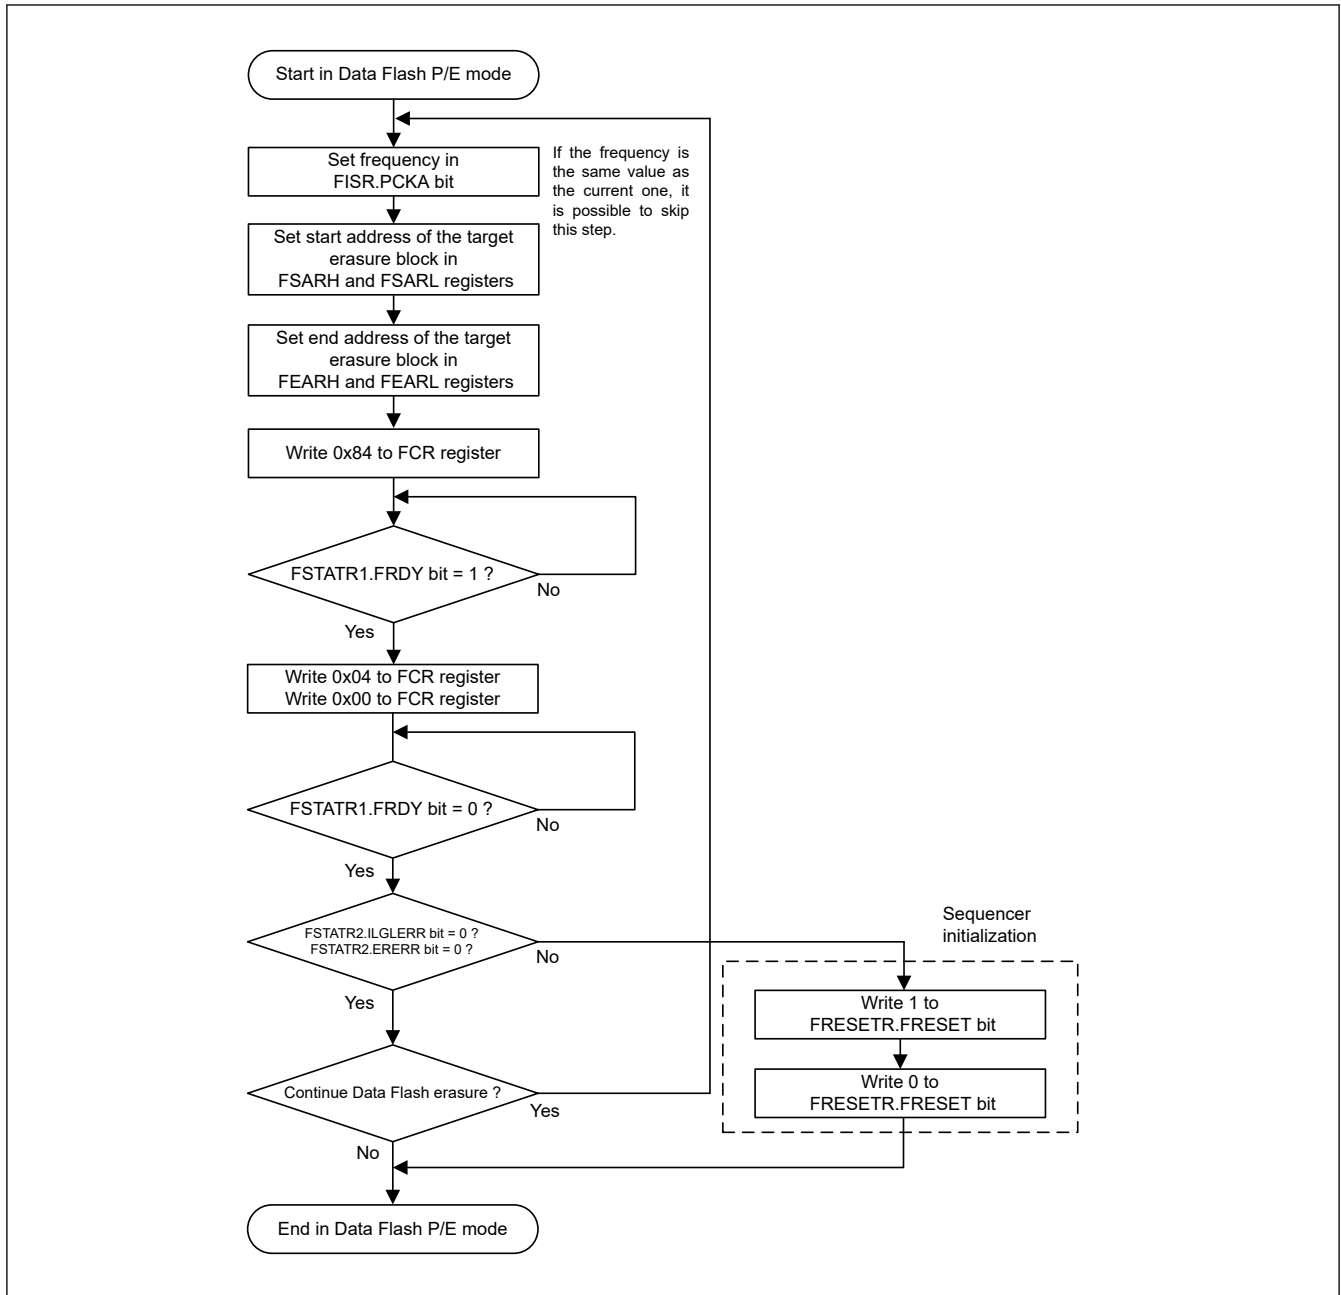 Start in Data Flash P/E mode
Set frequency in
FISR.PCKA bit
If the frequency is
the same value as
the current one, it
is possible to skip
this step.
Set start address of the target
erasure block in
FSARH and FSARL registers
Set end address of the target
erasure block in
FEARH and FEARL registers
Write 0x84 to FCR register
FSTATR1.FRDY bit = 1 ?
No
Yes
Write 0x04 to FCR register
Write 0x00 to FCR register
FSTATR1.FRDY bit = 0 ?
No
Yes
FSTATR2.ILGLERR bit = 0 ?
FSTATR2.ERERR bit = 0 ?
No
Yes
Sequencer
initialization
Write 1 to
FRESETR.FRESET bit
Write 0 to
FRESETR.FRESET bit
Continue Data Flash erasure ?
Yes
No
End in Data Flash P/E mode